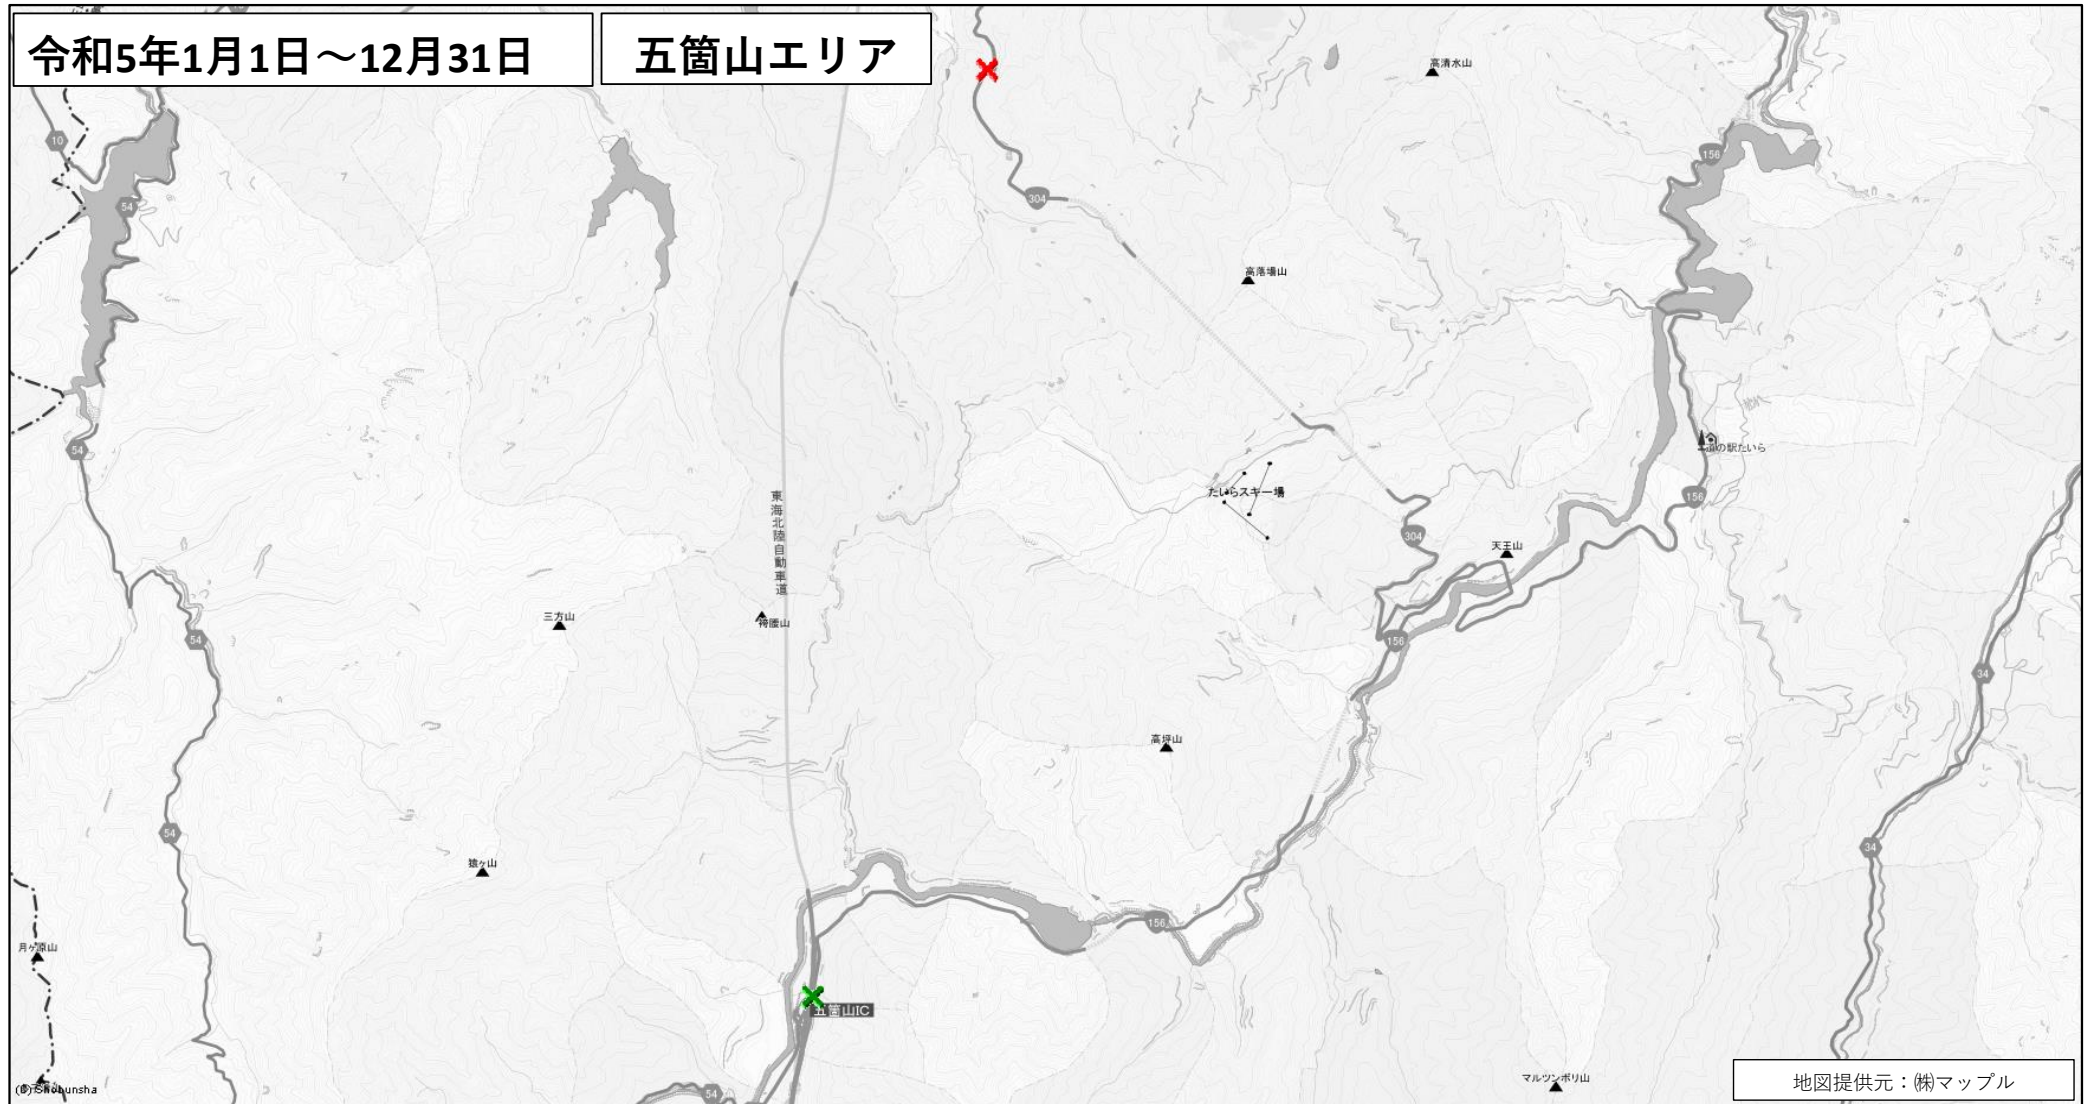 令和5年1月1日～12月31日
五箇山エリア
高清水山
10
156
54
304
高落場山
54
道の駅たいら
東海北陸自動車道
たいらスキー場
156
304
天王山
三方山
袴腰山
54
156
34
高坪山
54
猿ヶ山
34
156
月ヶ原山
五箇山IC
マルツンボリ山
54
(C) Shobunsha
地図提供元：㈱マップル